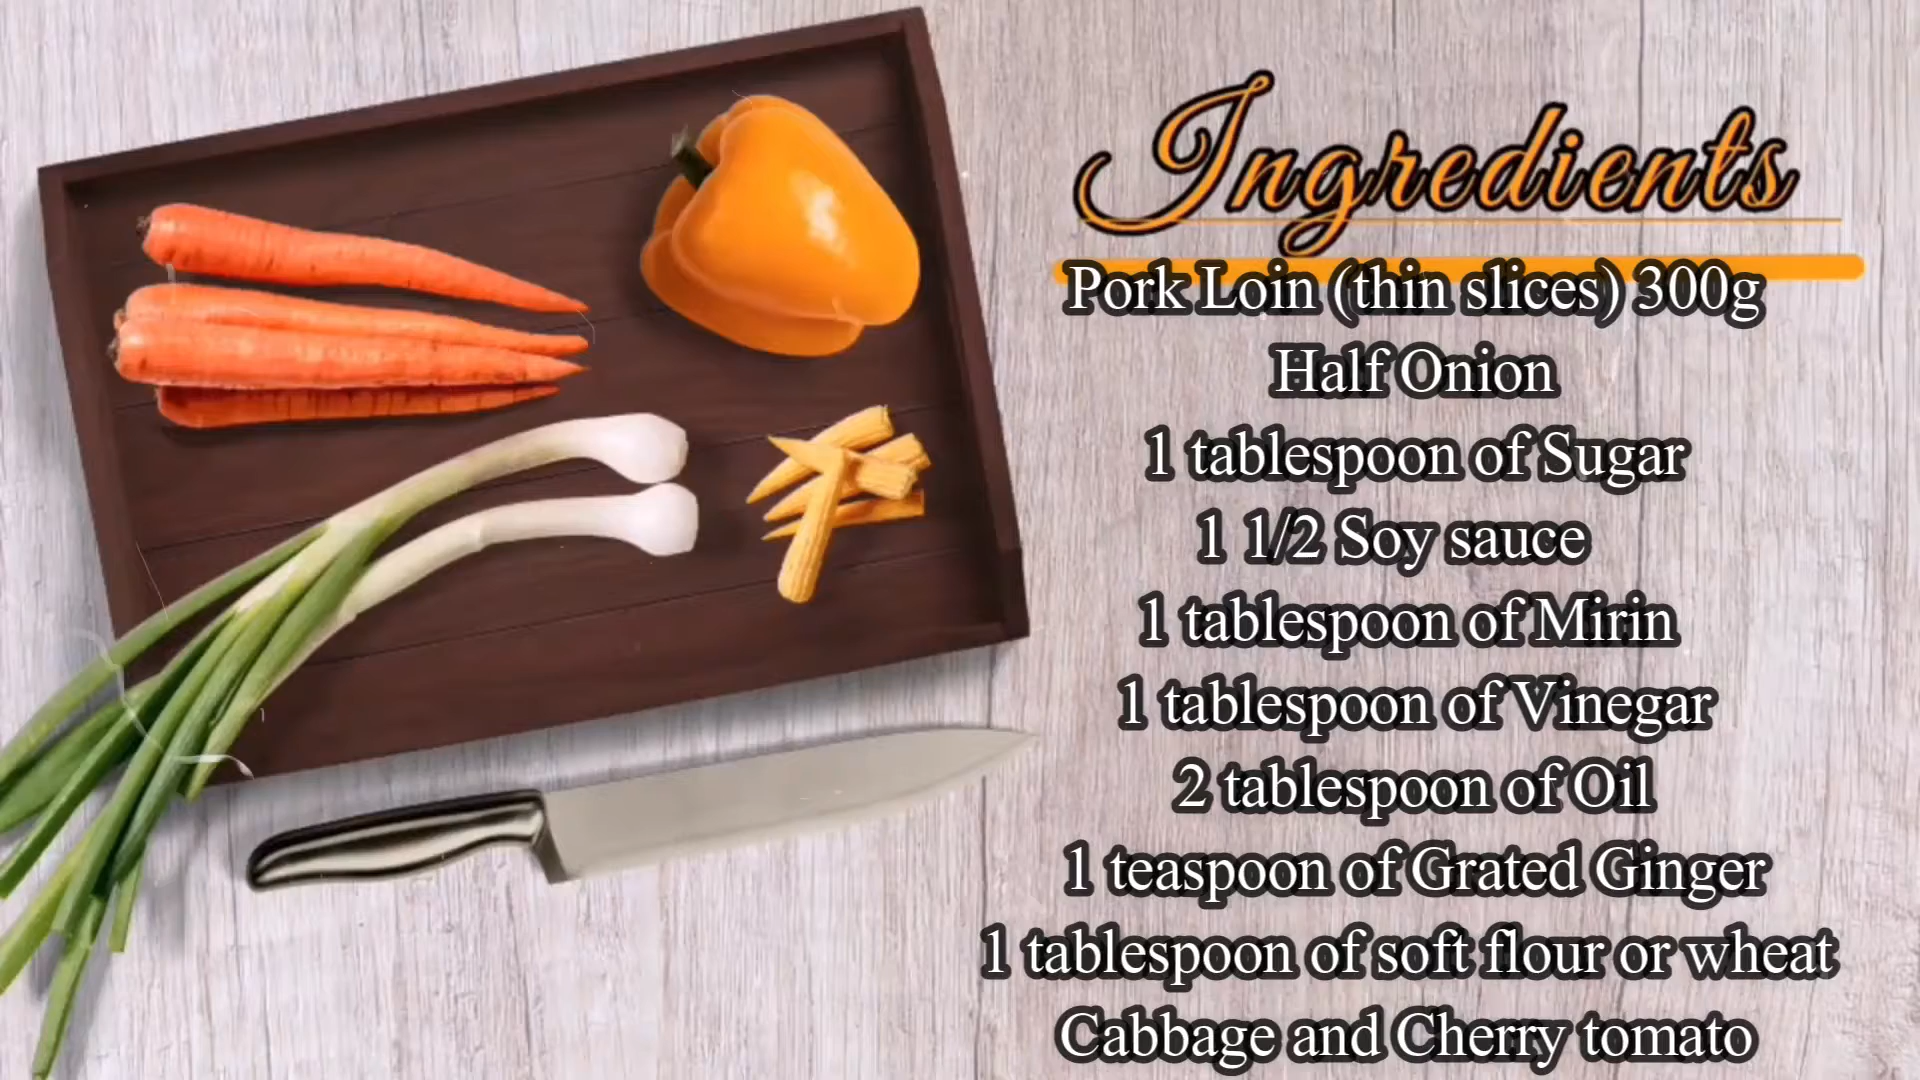 Ingredients
Pork Loin (thin slices) 300g
Half Onion
1 tablespoon of Sugar
1 1/2 Soy sauce
1 tablespoon of Mirin
1 tablespoon of Vinegar
2 tablespoon of Oil
1 teaspoon of Grated Ginger
1 tablespoon of soft flour or wheat
Cabbage and Cherry tomato